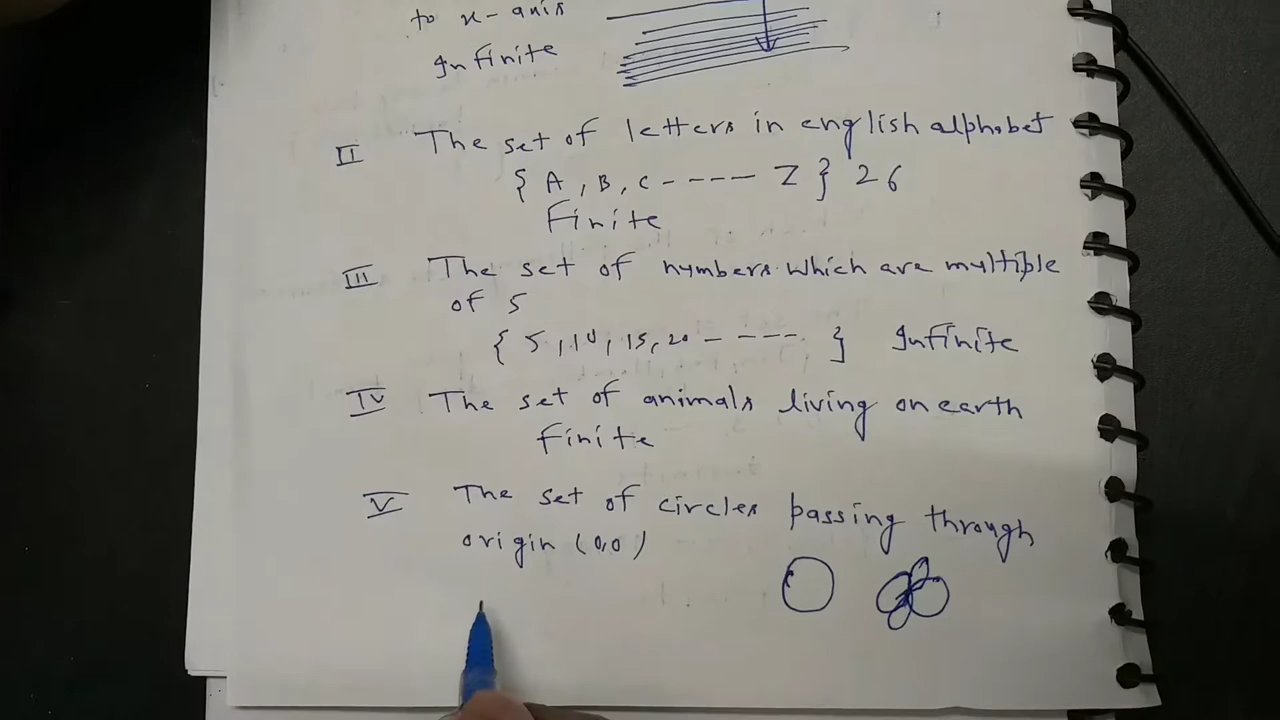 to x-axis
Infinite
II The set of letters in english alphabet
{ A, B, C ---- Z } 26
Finite
III The set of numbers which are multiple
of 5
{ 5, 10, 15, 20 ----- } Infinite
IV The set of animals living on earth
finite
V The set of circles passing through
origin (0,0)